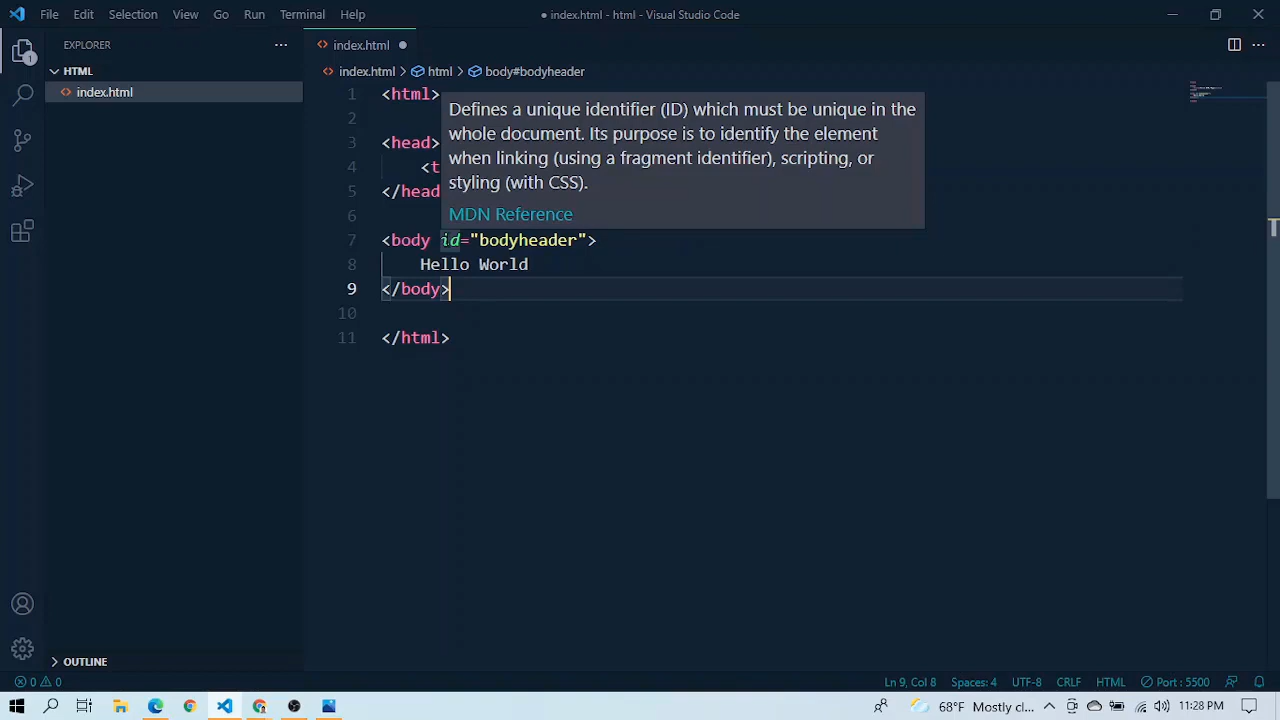 File Edit Selection View Go Run Terminal Help
● index.html - html - Visual Studio Code
EXPLORER
···
1
HTML
index.html
index.html ●
index.html > html > body#bodyheader
1 <html>
2
3 <head>
4 <t
5 </head
6
7 <body id="bodyheader">
8 Hello World
9 </body>
10
11 </html>
Defines a unique identifier (ID) which must be unique in the
whole document. Its purpose is to identify the element
when linking (using a fragment identifier), scripting, or
styling (with CSS).
MDN Reference
OUTLINE
0 0
Ln 9, Col 8 Spaces: 4 UTF-8 CRLF HTML Port : 5500
68°F Mostly cl... 11:28 PM